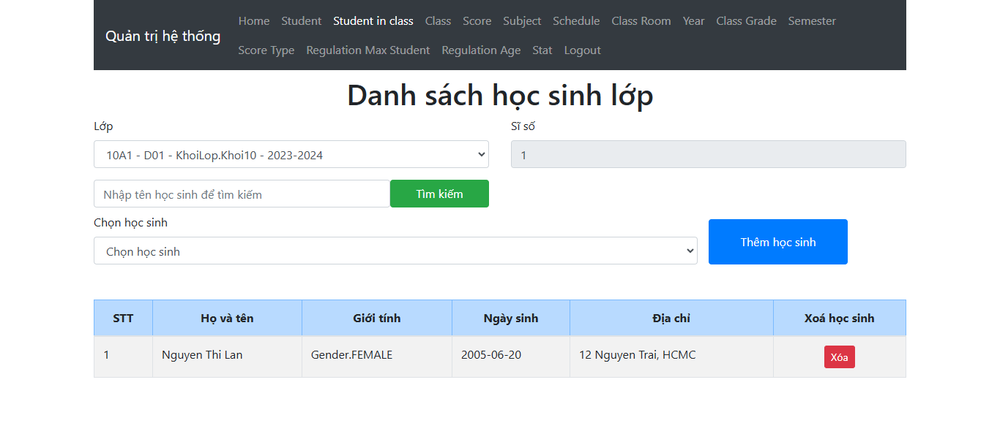 Quản trị hệ thống
Home Student Student in class Class Score Subject Schedule Class Room Year Class Grade Semester
Score Type Regulation Max Student Regulation Age Stat Logout
Danh sách học sinh lớp
Lớp Sĩ số
10A1 - D01 - KhoiLop.Khoi10 - 2023-2024 1
Nhập tên học sinh để tìm kiếm Tìm kiếm
Chọn học sinh
Chọn học sinh Thêm học sinh
STT Họ và tên Giới tính Ngày sinh Địa chỉ Xoá học sinh
1 Nguyen Thi Lan Gender.FEMALE 2005-06-20 12 Nguyen Trai, HCMC Xóa